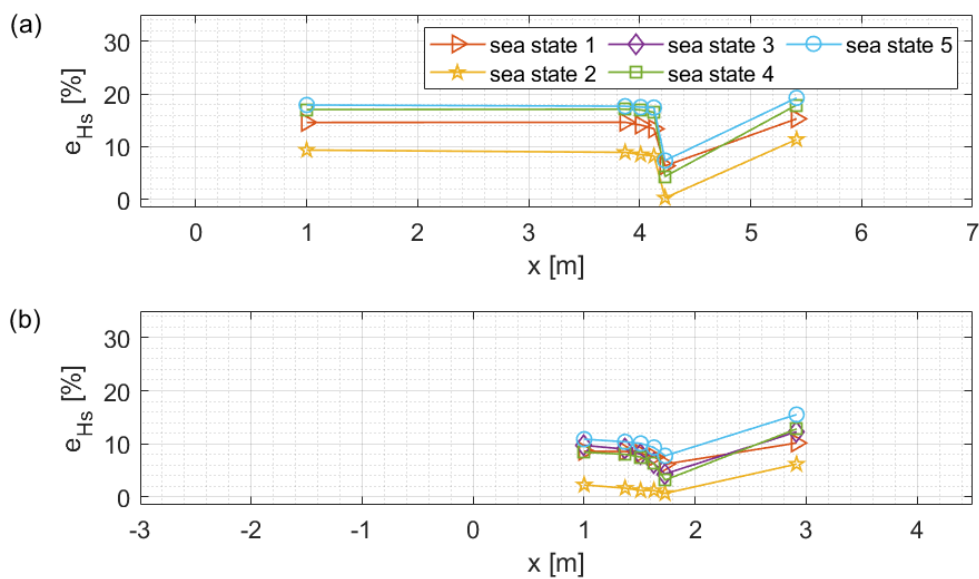 (a)
30
20
10
0
e_Hs [%]
sea state 1 sea state 3 sea state 5
sea state 2 sea state 4
0 1 2 3 4 5 6 7
x [m]
(b)
30
20
10
0
e_Hs [%]
-3 -2 -1 0 1 2 3 4
x [m]